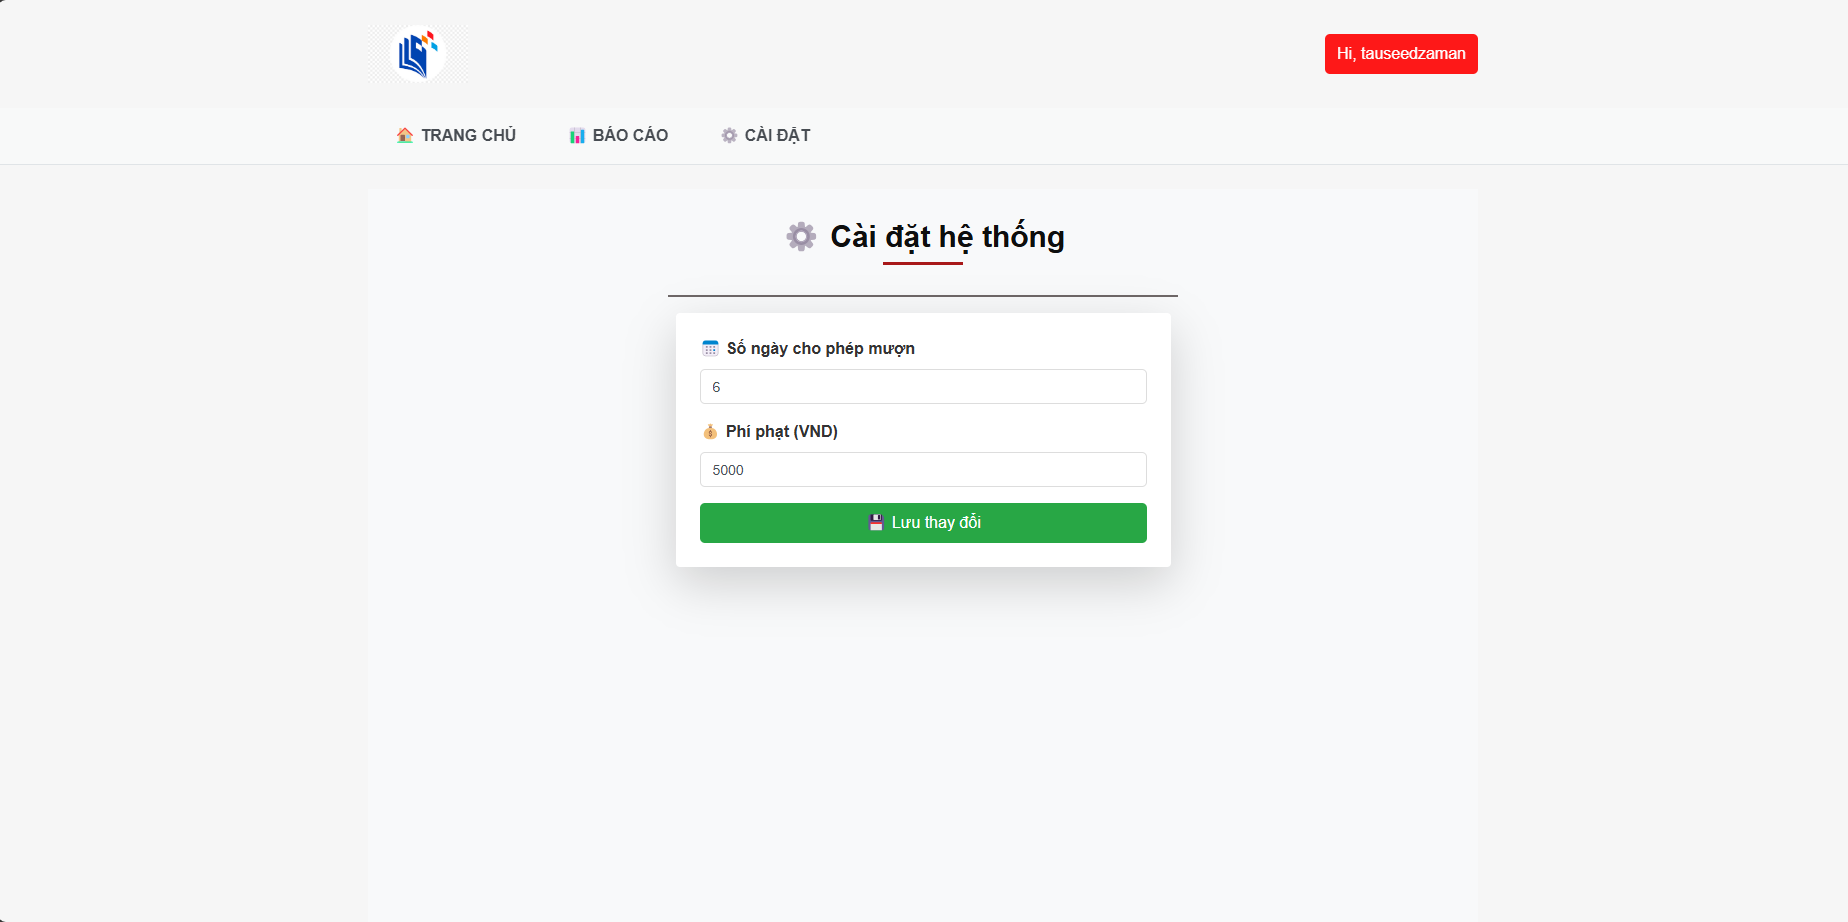 Hi, tauseedzaman
TRANG CHỦ
BÁO CÁO
CÀI ĐẶT
Cài đặt hệ thống
Số ngày cho phép mượn
6
Phí phạt (VND)
5000
Lưu thay đổi